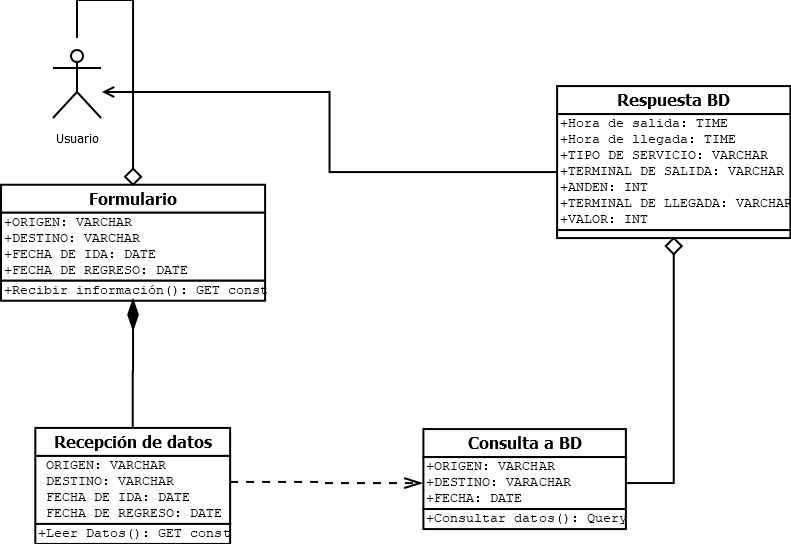 Usuario
Respuesta BD
+Hora de salida: TIME
+Hora de llegada: TIME
+TIPO DE SERVICIO: VARCHAR
+TERMINAL DE SALIDA: VARCHAR
+ANDEN: INT
+TERMINAL DE LLEGADA: VARCHAR
+VALOR: INT
Formulario
+ORIGEN: VARCHAR
+DESTINO: VARCHAR
+FECHA DE IDA: DATE
+FECHA DE REGRESO: DATE
+Recibir información(): GET const
Recepción de datos
ORIGEN: VARCHAR
DESTINO: VARCHAR
FECHA DE IDA: DATE
FECHA DE REGRESO: DATE
+Leer Datos(): GET const
Consulta a BD
+ORIGEN: VARCHAR
+DESTINO: VARACHAR
+FECHA: DATE
+Consultar datos(): Query